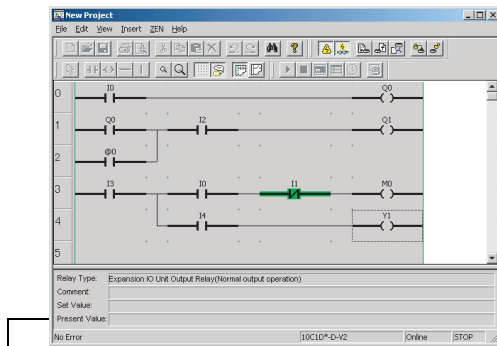 New Project
File Edit View Insert ZEN Help
0 I0 Q0
1 Q0 I2 Q1
2 @0
3 I3 I0 I1 M0
4 I4 Y1
5
Relay Type: Expansion IO Unit Output Relay(Normal output operation)
Comment:
Set Value:
Present Value:
No Error 10C1D*-D-V2 Online STOP